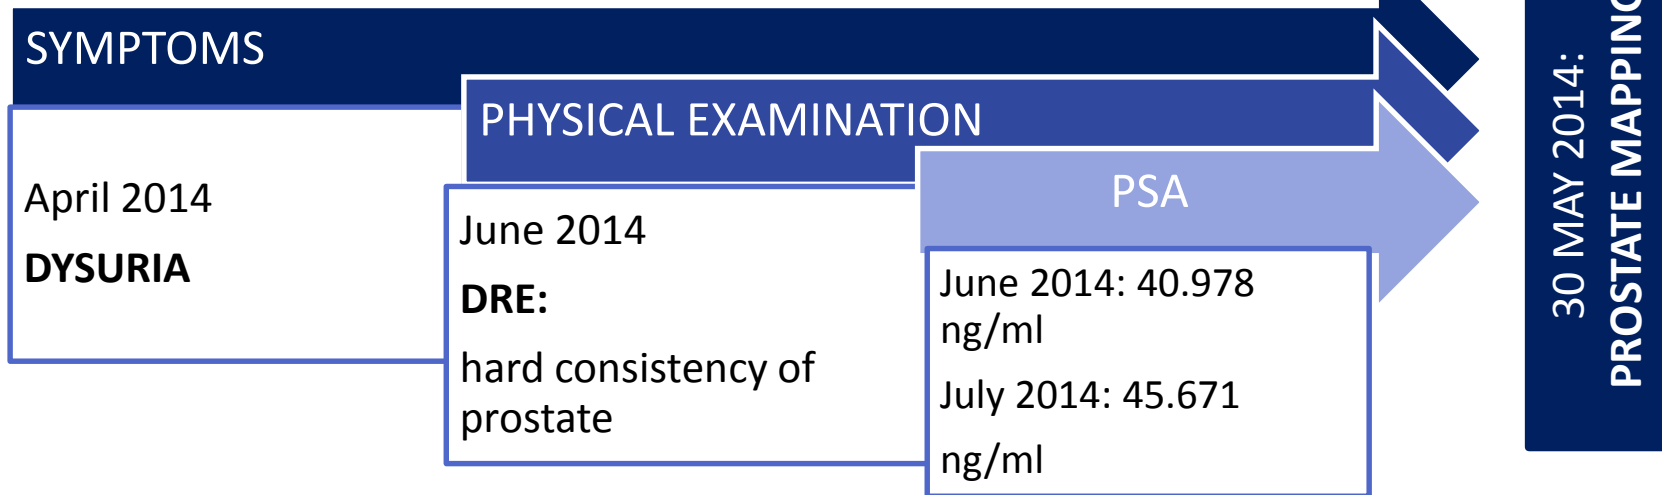 SYMPTOMS
April 2014
DYSURIA
PHYSICAL EXAMINATION
June 2014
DRE:
hard consistency of
prostate
PSA
June 2014: 40.978
ng/ml
July 2014: 45.671
ng/ml
30 MAY 2014:
PROSTATE MAPPING